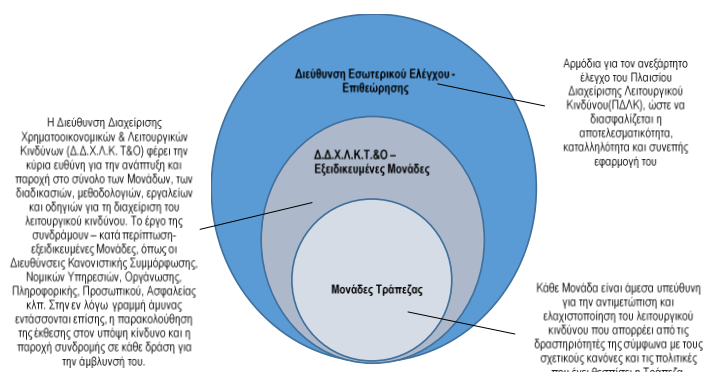 Διεύθυνση Εσωτερικού Ελέγχου -
Επιθεώρησης
Αρμόδια για τον ανεξάρτητο
έλεγχο του Πλαισίου
Διαχείρισης Λειτουργικού
Κινδύνου(ΠΔΛΚ), ώστε να
διασφαλίζεται η
αποτελεσματικότητα,
καταλληλότητα και συνεπής
εφαρμογή του
Η Διεύθυνση Διαχείρισης
Χρηματοοικονομικών & Λειτουργικών
Κινδύνων (Δ.Δ.Χ.Λ.Κ. Τ&Ο) φέρει την
κύρια ευθύνη για την ανάπτυξη και
παροχή στο σύνολο των Μονάδων, των
διαδικασιών, μεθοδολογιών, εργαλείων
και οδηγιών για τη διαχείριση του
λειτουργικού κινδύνου. Το έργο της
συνδράμουν – κατά περίπτωση-
εξειδικευμένες Μονάδες, όπως οι
Διευθύνσεις Κανονιστικής Συμμόρφωσης,
Νομικών Υπηρεσιών, Οργάνωσης,
Πληροφορικής, Προσωπικού, Ασφαλείας
κλπ. Στην εν λόγω γραμμή άμυνας
εντάσσονται επίσης, η παρακολούθηση
της έκθεσης στον υπόψη κίνδυνο και η
παροχή συνδρομής σε κάθε δράση για
την άμβλυνσή του.
Δ.Δ.Χ.Λ.Κ.Τ.&Ο –
Εξειδικευμένες Μονάδες
Μονάδες Τράπεζας
Κάθε Μονάδα είναι άμεσα υπεύθυνη
για την αντιμετώπιση και
ελαχιστοποίηση του λειτουργικού
κινδύνου που απορρέει από τις
δραστηριότητές της σύμφωνα με τους
σχετικούς κανόνες και τις πολιτικές
που έχει θεσπίσει η Τράπεζα